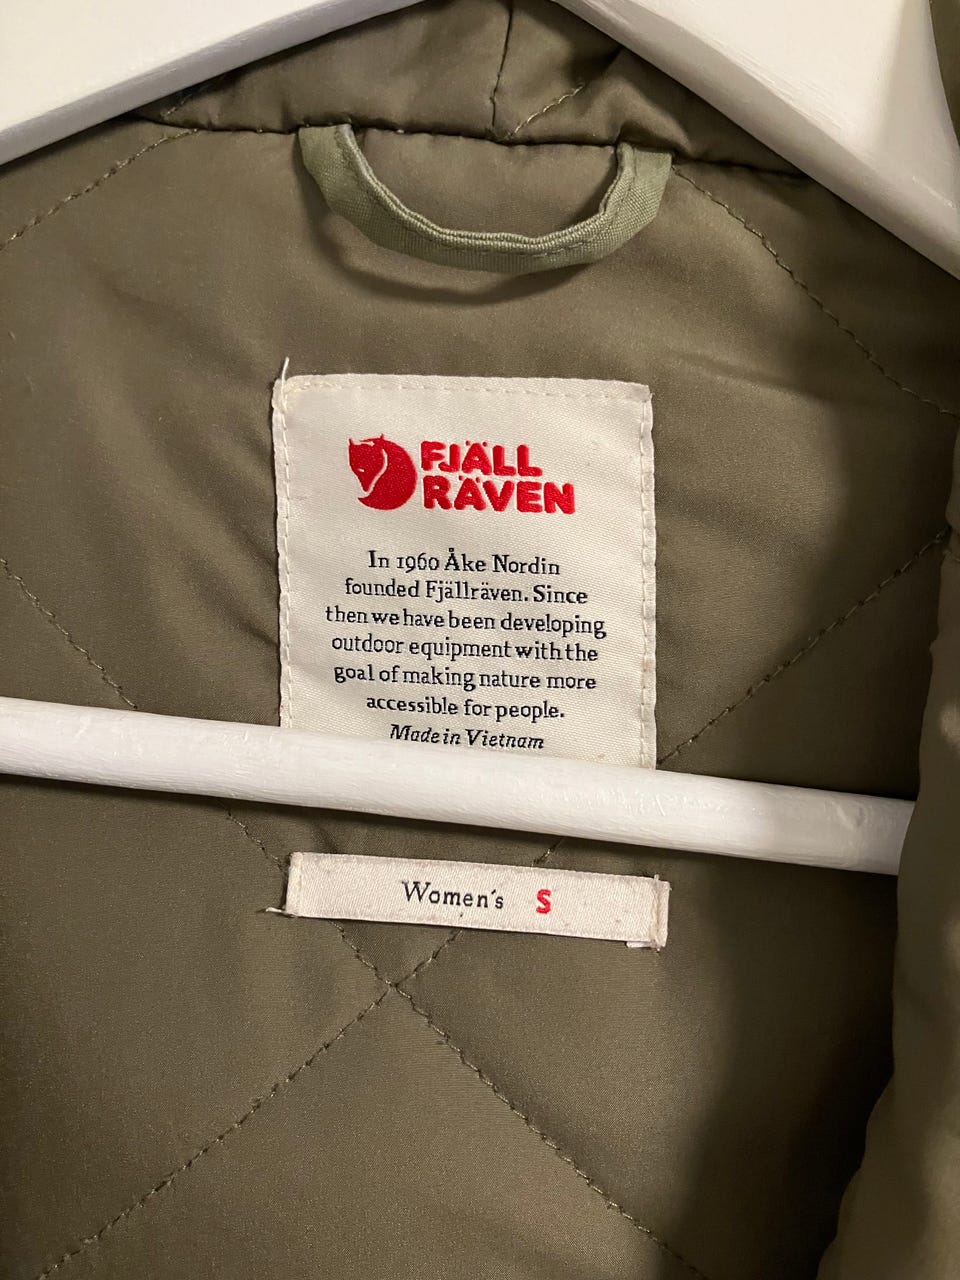 FJÄLL
RÄVEN
In 1960 Åke Nordin
founded Fjällräven. Since
then we have been developing
outdoor equipment with the
goal of making nature more
accessible for people.
Made in Vietnam
Women´s S